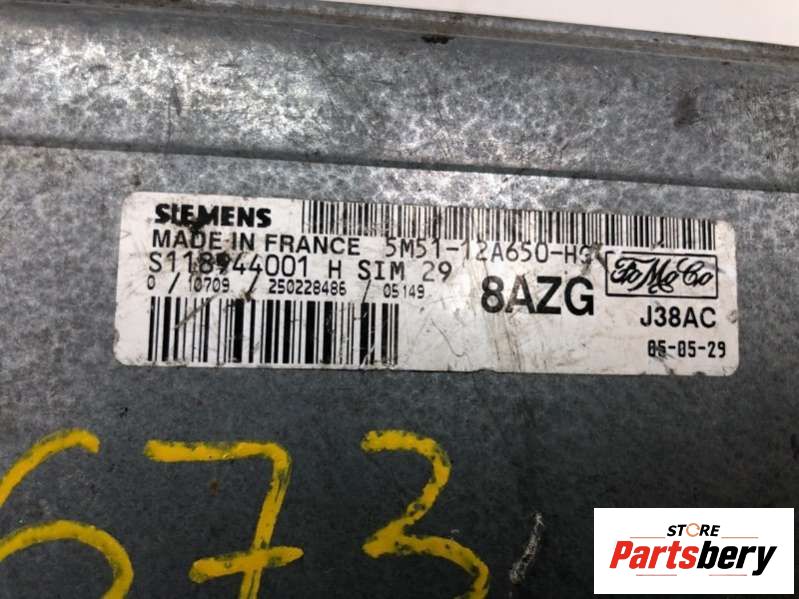 SIEMENS
MADE IN FRANCE 5M51-12A650-HG
S118944001 H SIM 29
0 / 10709 / 250228486 / 05149
8AZG
FoMoCo
J38AC
05-05-29
673
STORE
Partsbery